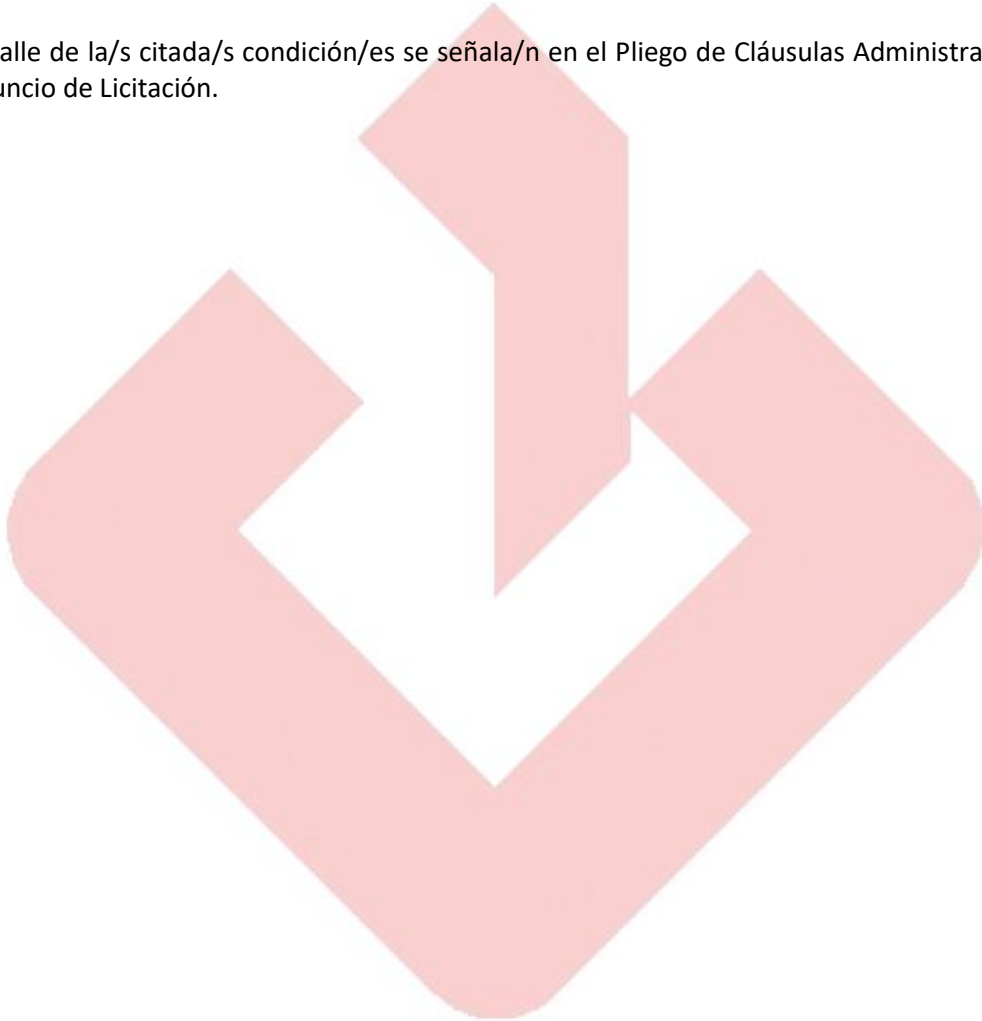 alle de la/s citada/s condición/es se señala/n en el Pliego de Cláusulas Administra
uncio de Licitación.